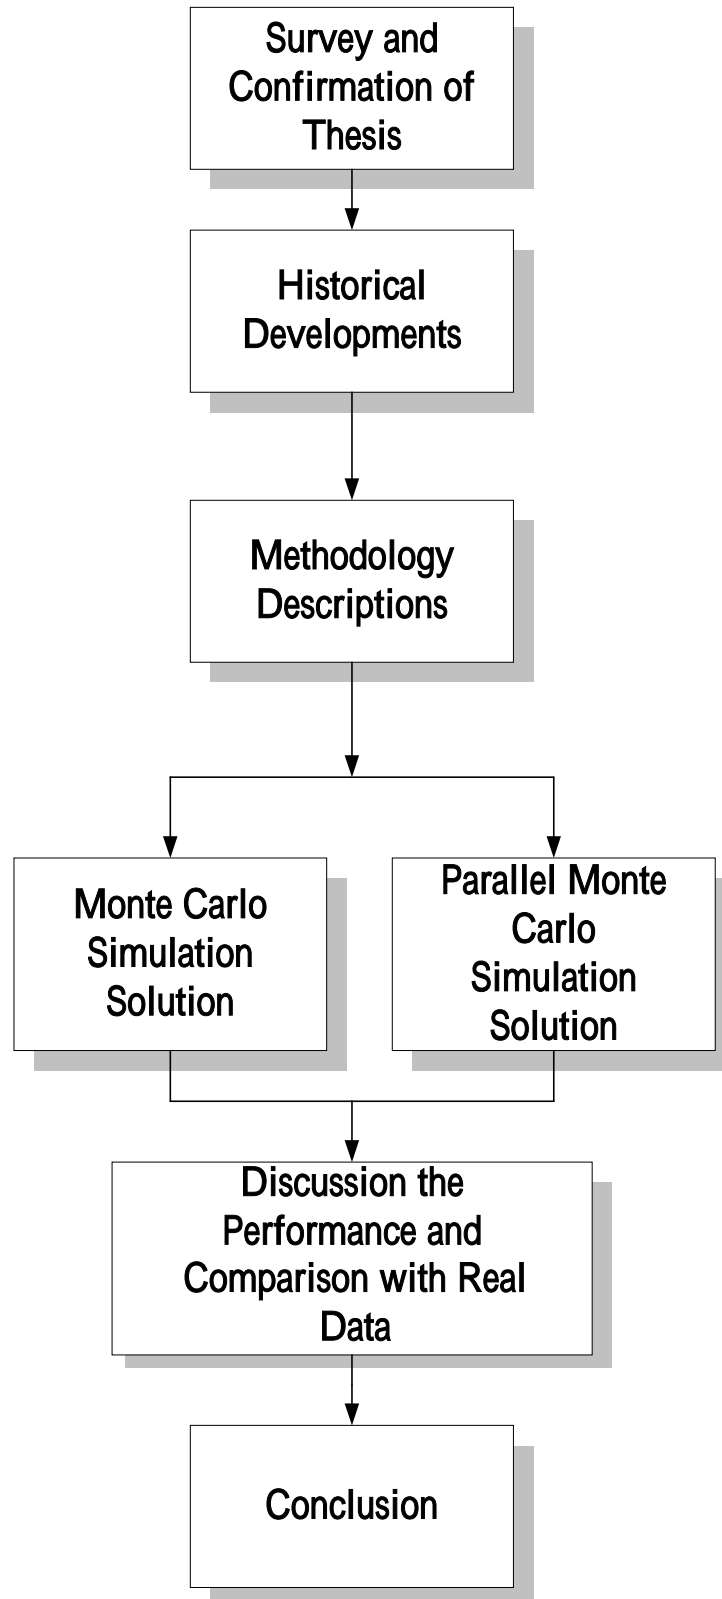 Survey and
Confirmation of
Thesis
Historical
Developments
Methodology
Descriptions
Monte Carlo
Simulation
Solution
Parallel Monte
Carlo
Simulation
Solution
Discussion the
Performance and
Comparison with Real
Data
Conclusion